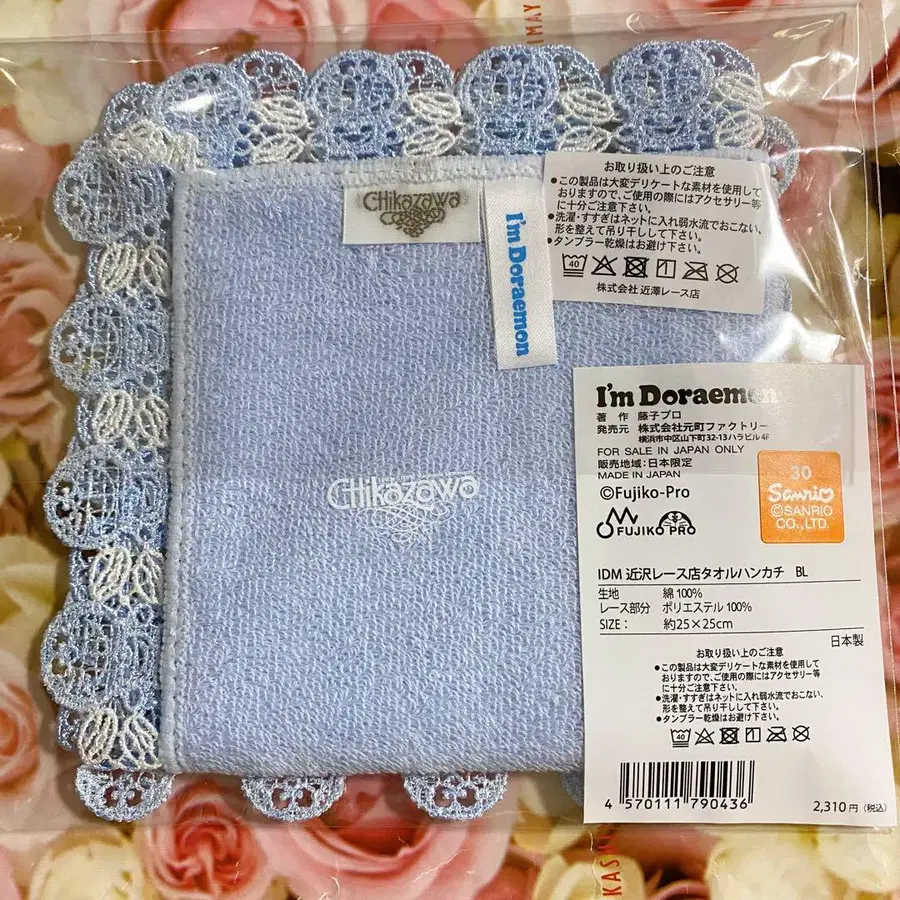 CHikazawa
I'm Doraemon
お取り扱い上のご注意
●この製品は大変デリケートな素材を使用して
おりますので、ご使用の際にはアクセサリー等
に十分ご注意ください。
●洗濯・すすぎはネットに入れ弱水流でおこない、
形を整えて吊り干しして下さい。
●タンブラー乾燥はお避け下さい。
40
株式会社 近澤レース店
CHikazawa
I'm Doraemon
著 作 藤子プロ
発売元 株式会社元町ファクトリー
横浜市中区山下町32-13ハラビル4F
FOR SALE IN JAPAN ONLY
販売地域:日本限定
MADE IN JAPAN
©Fujiko-Pro
FUJIKO PRO
30
Sanrio
©SANRIO
CO.,LTD.
IDM 近沢レース店タオルハンカチ BL
生地 綿100%
レース部分 ポリエステル100%
SIZE: 約25×25cm
日本製
お取り扱い上のご注意
●この製品は大変デリケートな素材を使用して
おりますので、ご使用の際にはアクセサリー等
に十分ご注意ください。
●洗濯・すすぎはネットに入れ弱水流でおこない、
形を整えて吊り干しして下さい。
●タンブラー乾燥はお避け下さい。
40
4 570111 790436
2,310円(税込)